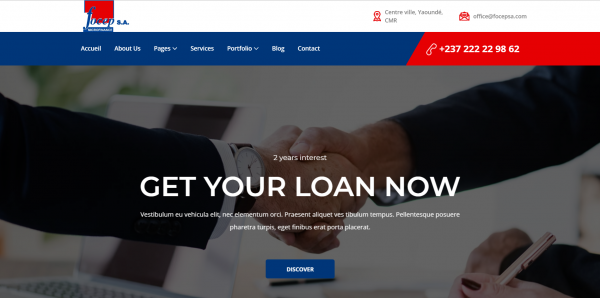 focep S.A.
MICROFINANCE
Centre ville, Yaoundé,
CMR
office@focepsa.com
Accueil About Us Pages Services Portfolio Blog Contact
+237 222 22 98 62
2 years interest
GET YOUR LOAN NOW
Vestibulum eu vehicula elit, nec elementum orci. Praesent aliquet ves tibulum tempus. Pellentesque posuere
pharetra turpis, eget finibus erat porta placerat.
DISCOVER